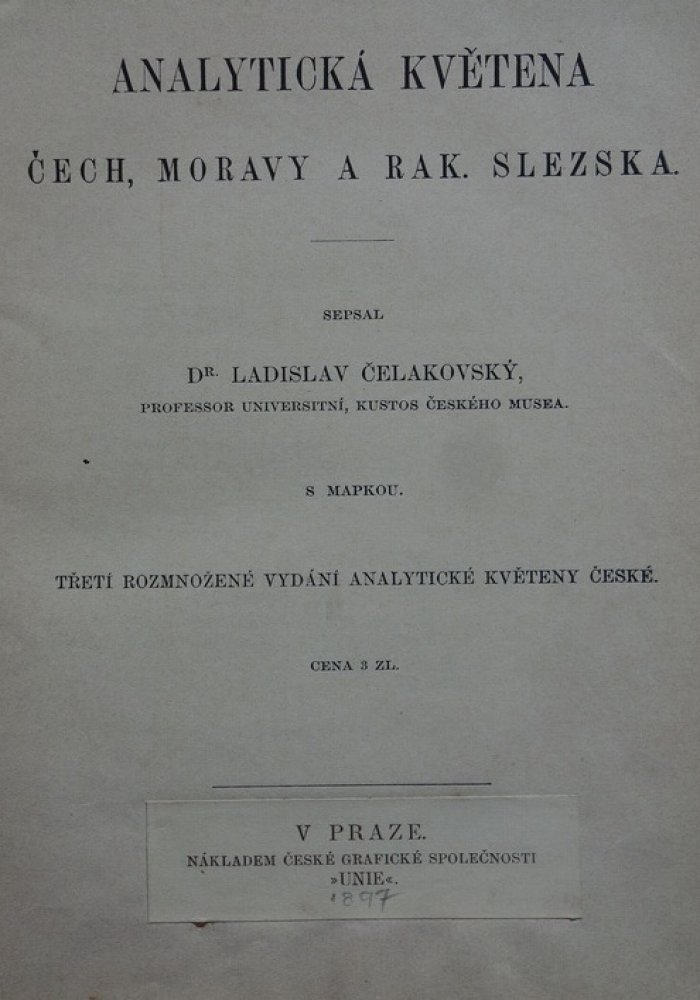 ANALYTICKÁ KVĚTENA
ČECH, MORAVY A RAK. SLEZSKA.
SEPSAL
DR. LADISLAV ČELAKOVSKÝ,
PROFESSOR UNIVERSITNÍ, KUSTOS ČESKÉHO MUSEA.
S MAPKOU.
TŘETÍ ROZMNOŽENÉ VYDÁNÍ ANALYTICKÉ KVĚTENY ČESKÉ.
CENA 3 ZL.
V PRAZE.
NÁKLADEM ČESKÉ GRAFICKÉ SPOLEČNOSTI
»UNIE«.
1897